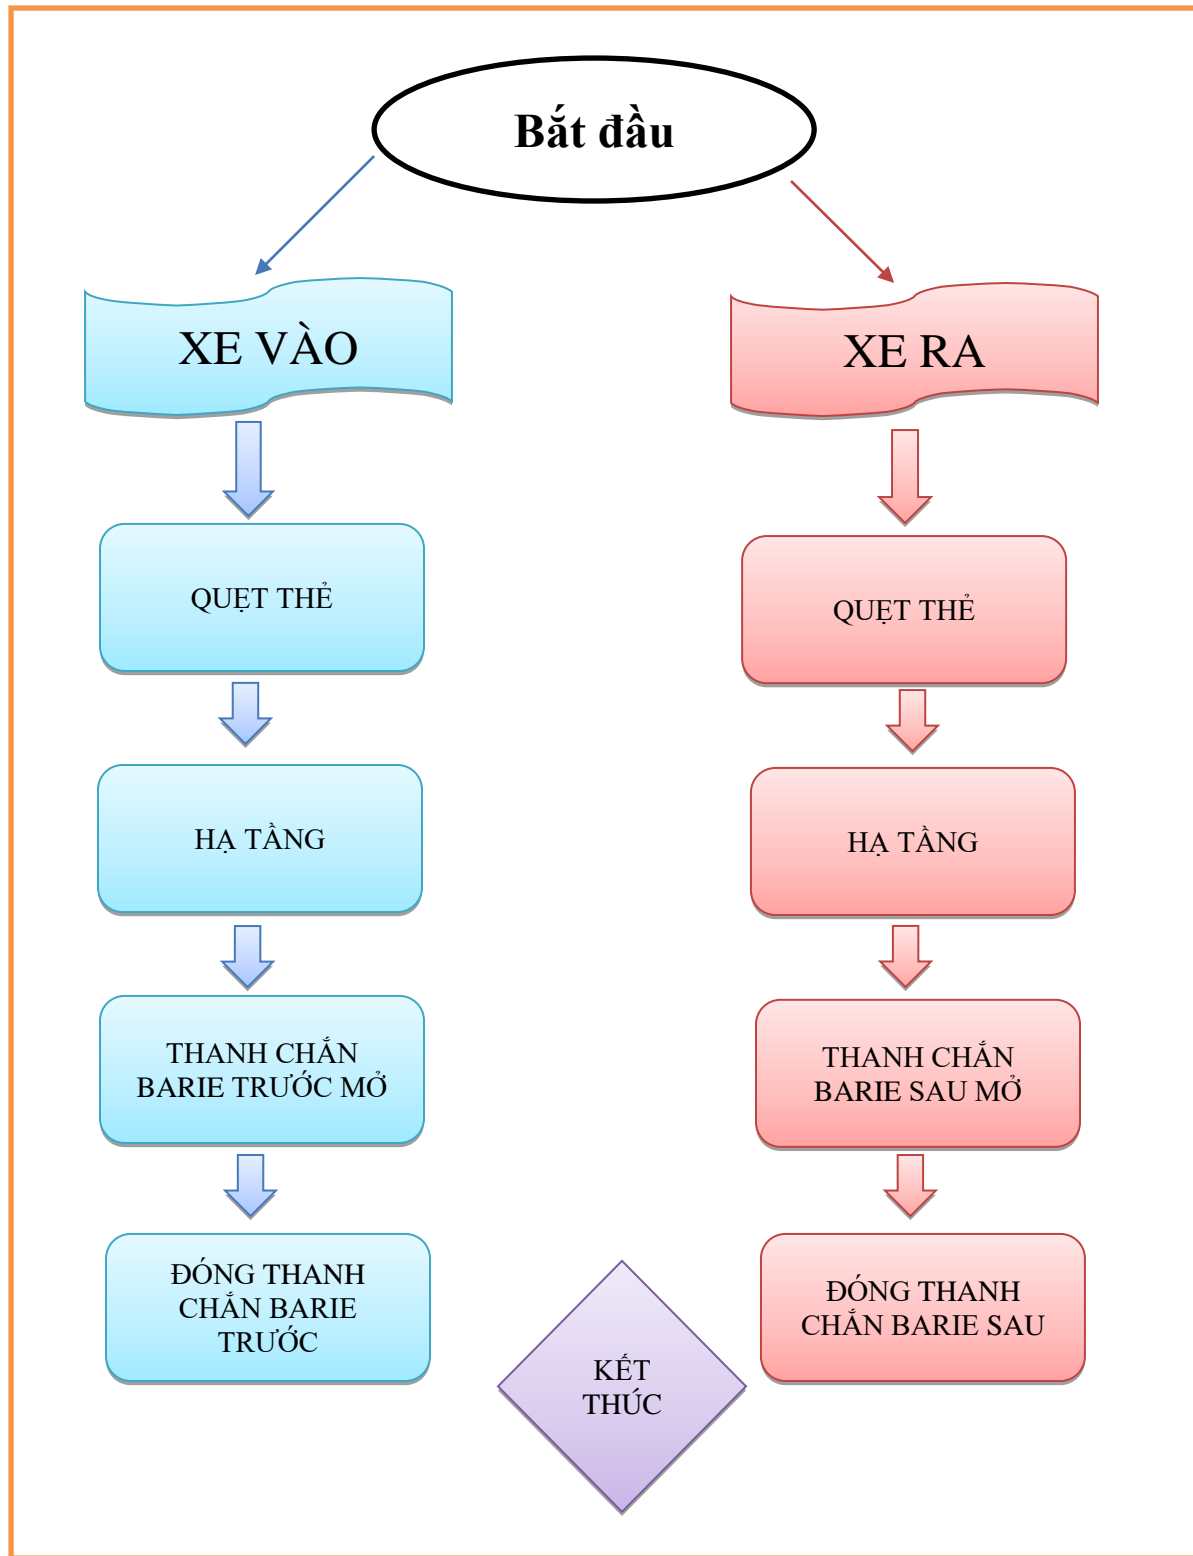 Bắt đầu
XE VÀO
XE RA
QUẸT THẺ
QUẸT THẺ
HẠ TẦNG
HẠ TẦNG
THANH CHẮN
BARIE TRƯỚC MỞ
THANH CHẮN
BARIE SAU MỞ
ĐÓNG THANH
CHẮN BARIE
TRƯỚC
ĐÓNG THANH
CHẮN BARIE SAU
KẾT
THÚC